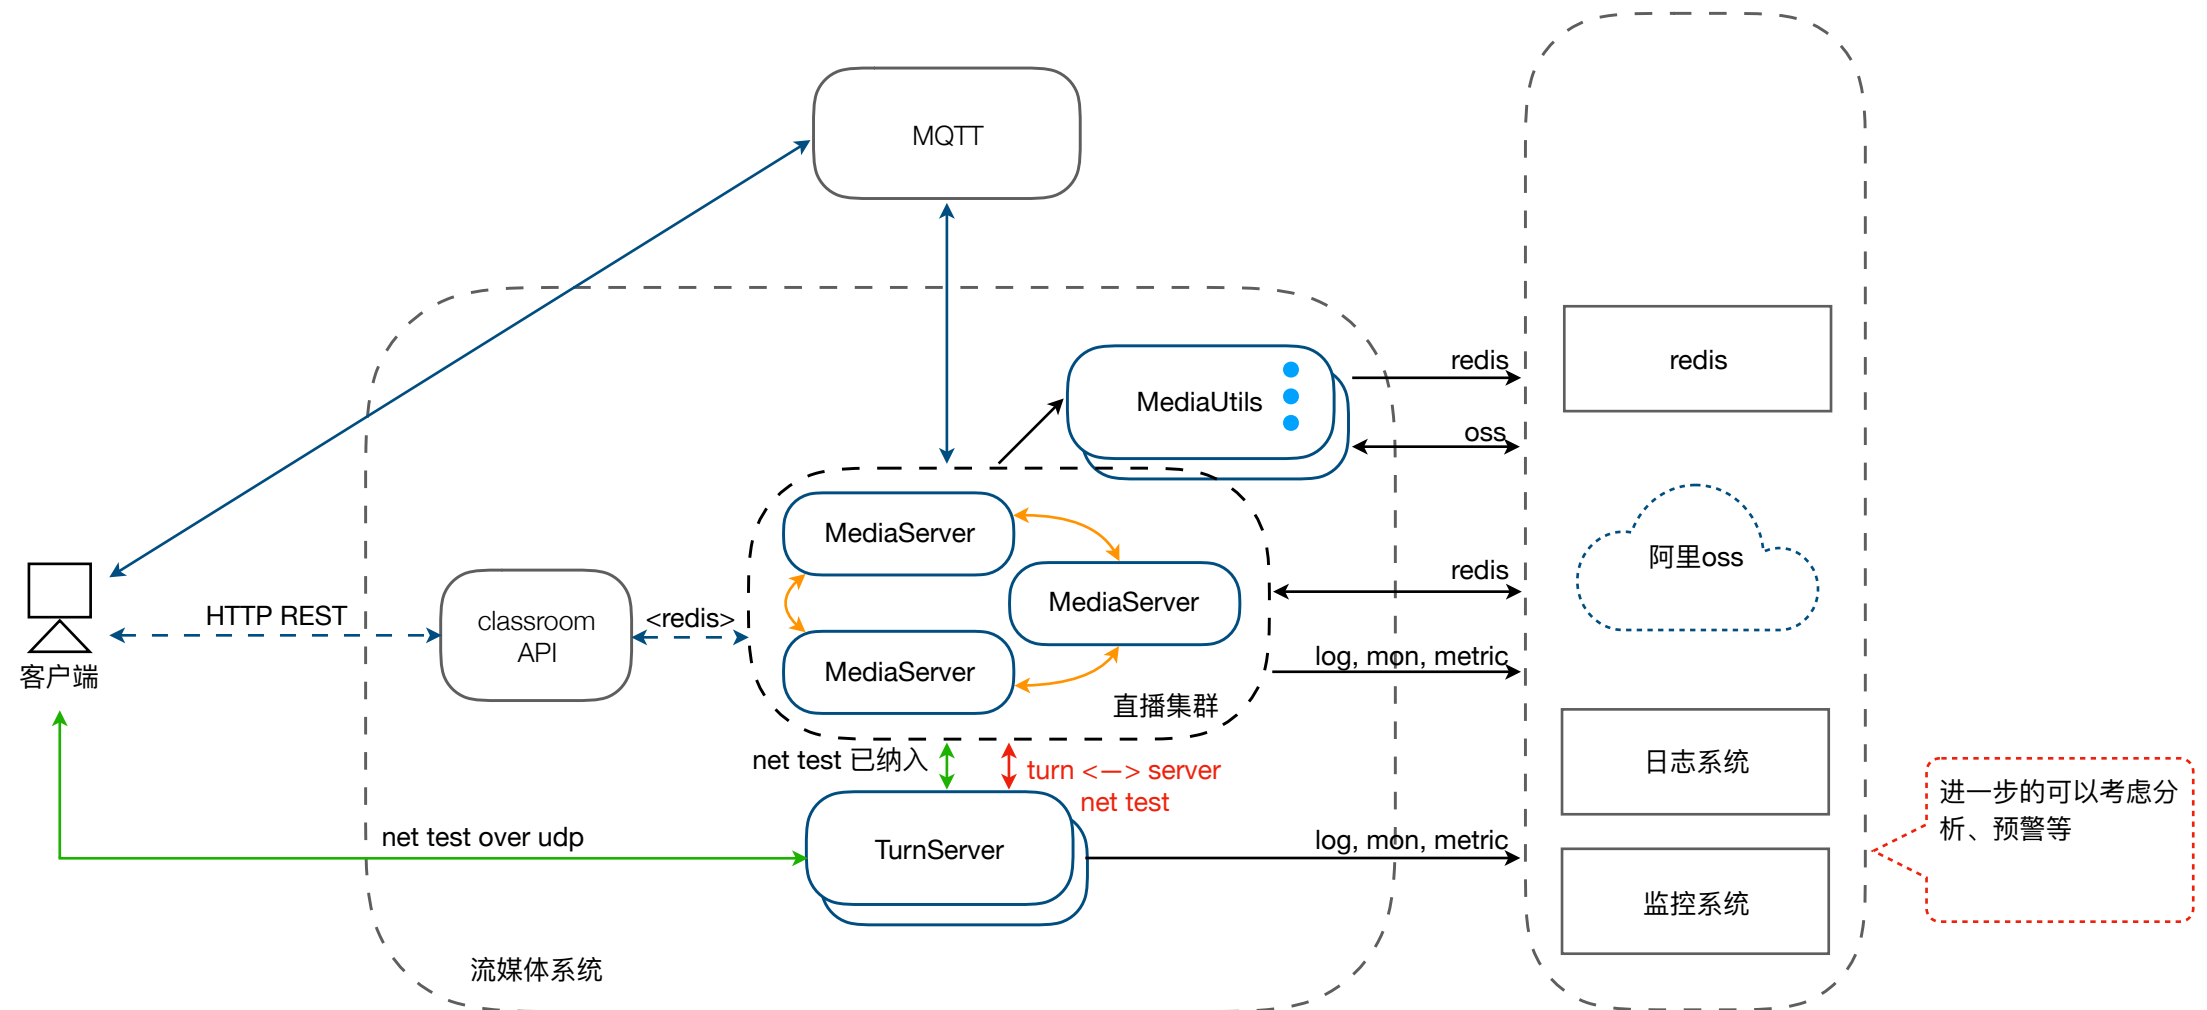 MQTT
redis
redis
MediaUtils
oss
MediaServer
阿里oss
redis
MediaServer
HTTP REST
classroom
API
<redis>
log, mon, metric
MediaServer
客户端
直播集群
net test 已纳入
turn <—> server
net test
日志系统
进一步的可以考虑分
析、预警等
net test over udp
TurnServer
log, mon, metric
监控系统
流媒体系统